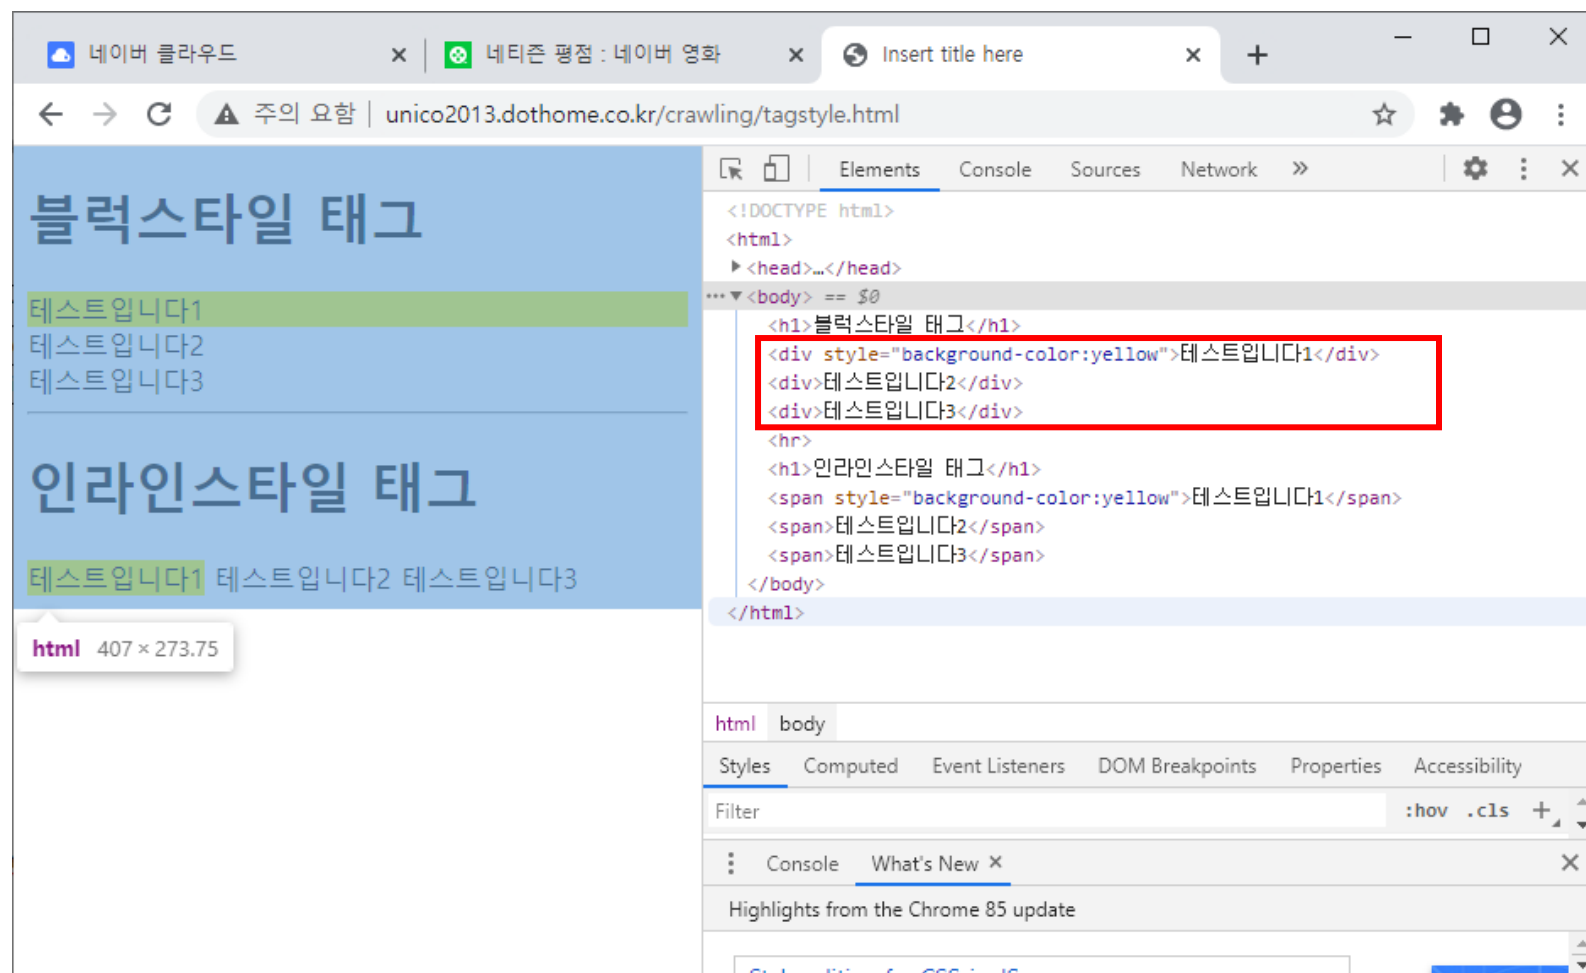 네이버 클라우드
네티즌 평점 : 네이버 영화
Insert title here
주의 요함 | unico2013.dothome.co.kr/crawling/tagstyle.html
블럭스타일 태그
테스트입니다1
테스트입니다2
테스트입니다3
인라인스타일 태그
테스트입니다1 테스트입니다2 테스트입니다3
html 407 × 273.75
Elements Console Sources Network »
<!DOCTYPE html>
<html>
<head>…</head>
<body> == $0
<h1>블럭스타일 태그</h1>
<div style="background-color:yellow">테스트입니다1</div>
<div>테스트입니다2</div>
<div>테스트입니다3</div>
<hr>
<h1>인라인스타일 태그</h1>
<span style="background-color:yellow">테스트입니다1</span>
<span>테스트입니다2</span>
<span>테스트입니다3</span>
</body>
</html>
html body
Styles Computed Event Listeners DOM Breakpoints Properties Accessibility
Filter :hov .cls +
Console What's New
Highlights from the Chrome 85 update